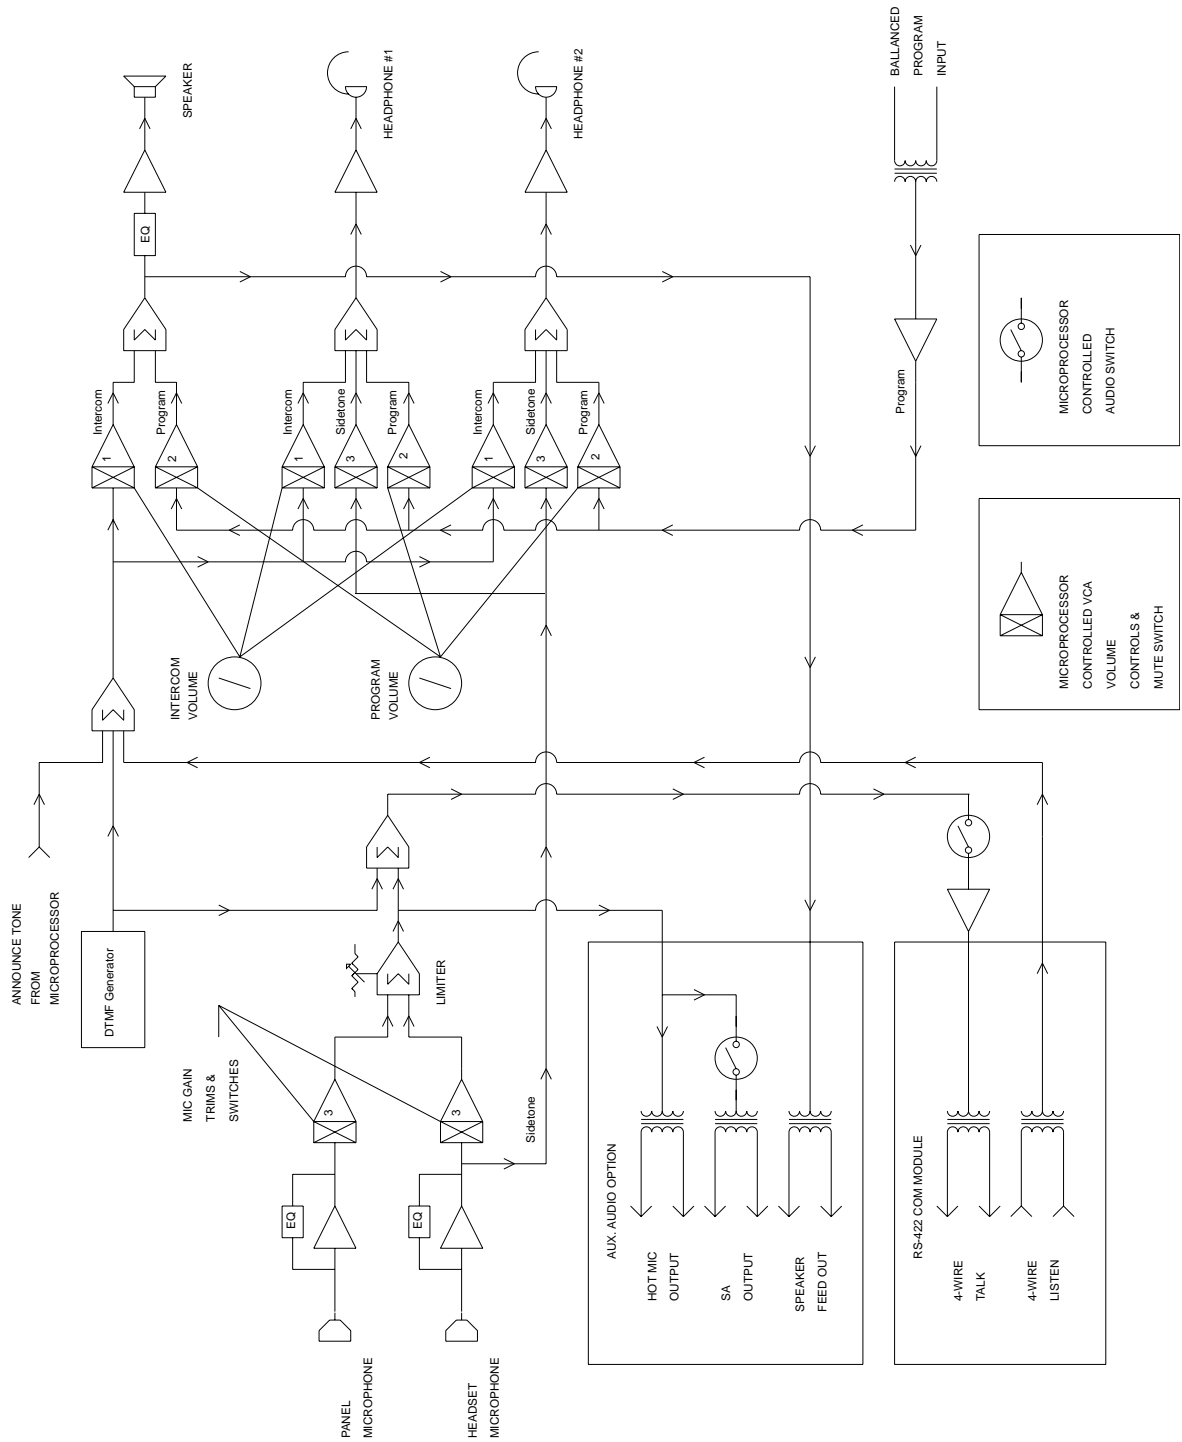 ANNOUNCE TONE
FROM
MICROPROCESSOR
DTMF Generator
MIC GAIN
TRIMS &
SWITCHES
PANEL
MICROPHONE
HEADSET
MICROPHONE
EQ
EQ
3
3
Sidetone
LIMITER
Σ
Σ
Σ
INTERCOM
VOLUME
PROGRAM
VOLUME
1
Intercom
2
Program
1
Intercom
3
Sidetone
2
Program
1
Intercom
3
Sidetone
2
Program
Σ
Σ
Σ
EQ
SPEAKER
HEADPHONE #1
HEADPHONE #2
BALLANCED
PROGRAM
INPUT
Program
AUX. AUDIO OPTION
HOT MIC
OUTPUT
SA
OUTPUT
SPEAKER
FEED OUT
RS-422 COM MODULE
4-WIRE
TALK
4-WIRE
LISTEN
MICROPROCESSOR
CONTROLLED VCA
VOLUME
CONTROLS &
MUTE SWITCH
MICROPROCESSOR
CONTROLLED
AUDIO SWITCH